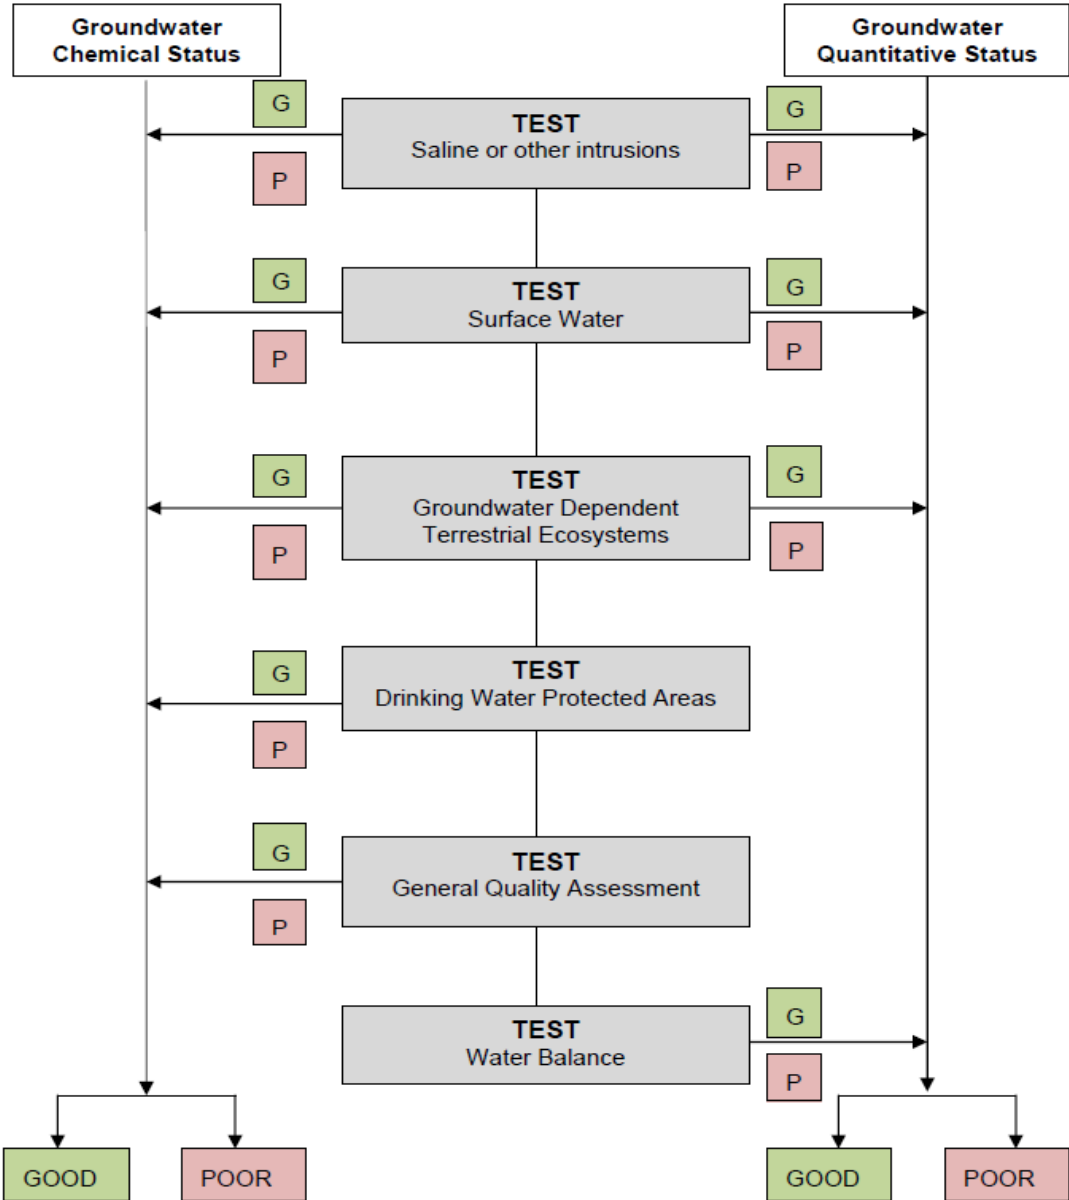 Groundwater
Chemical Status
Groundwater
Quantitative Status
G
P
TEST
Saline or other intrusions
G
P
G
P
TEST
Surface Water
G
P
G
P
TEST
Groundwater Dependent
Terrestrial Ecosystems
G
P
G
P
TEST
Drinking Water Protected Areas
G
P
TEST
General Quality Assessment
TEST
Water Balance
G
P
GOOD
POOR
GOOD
POOR